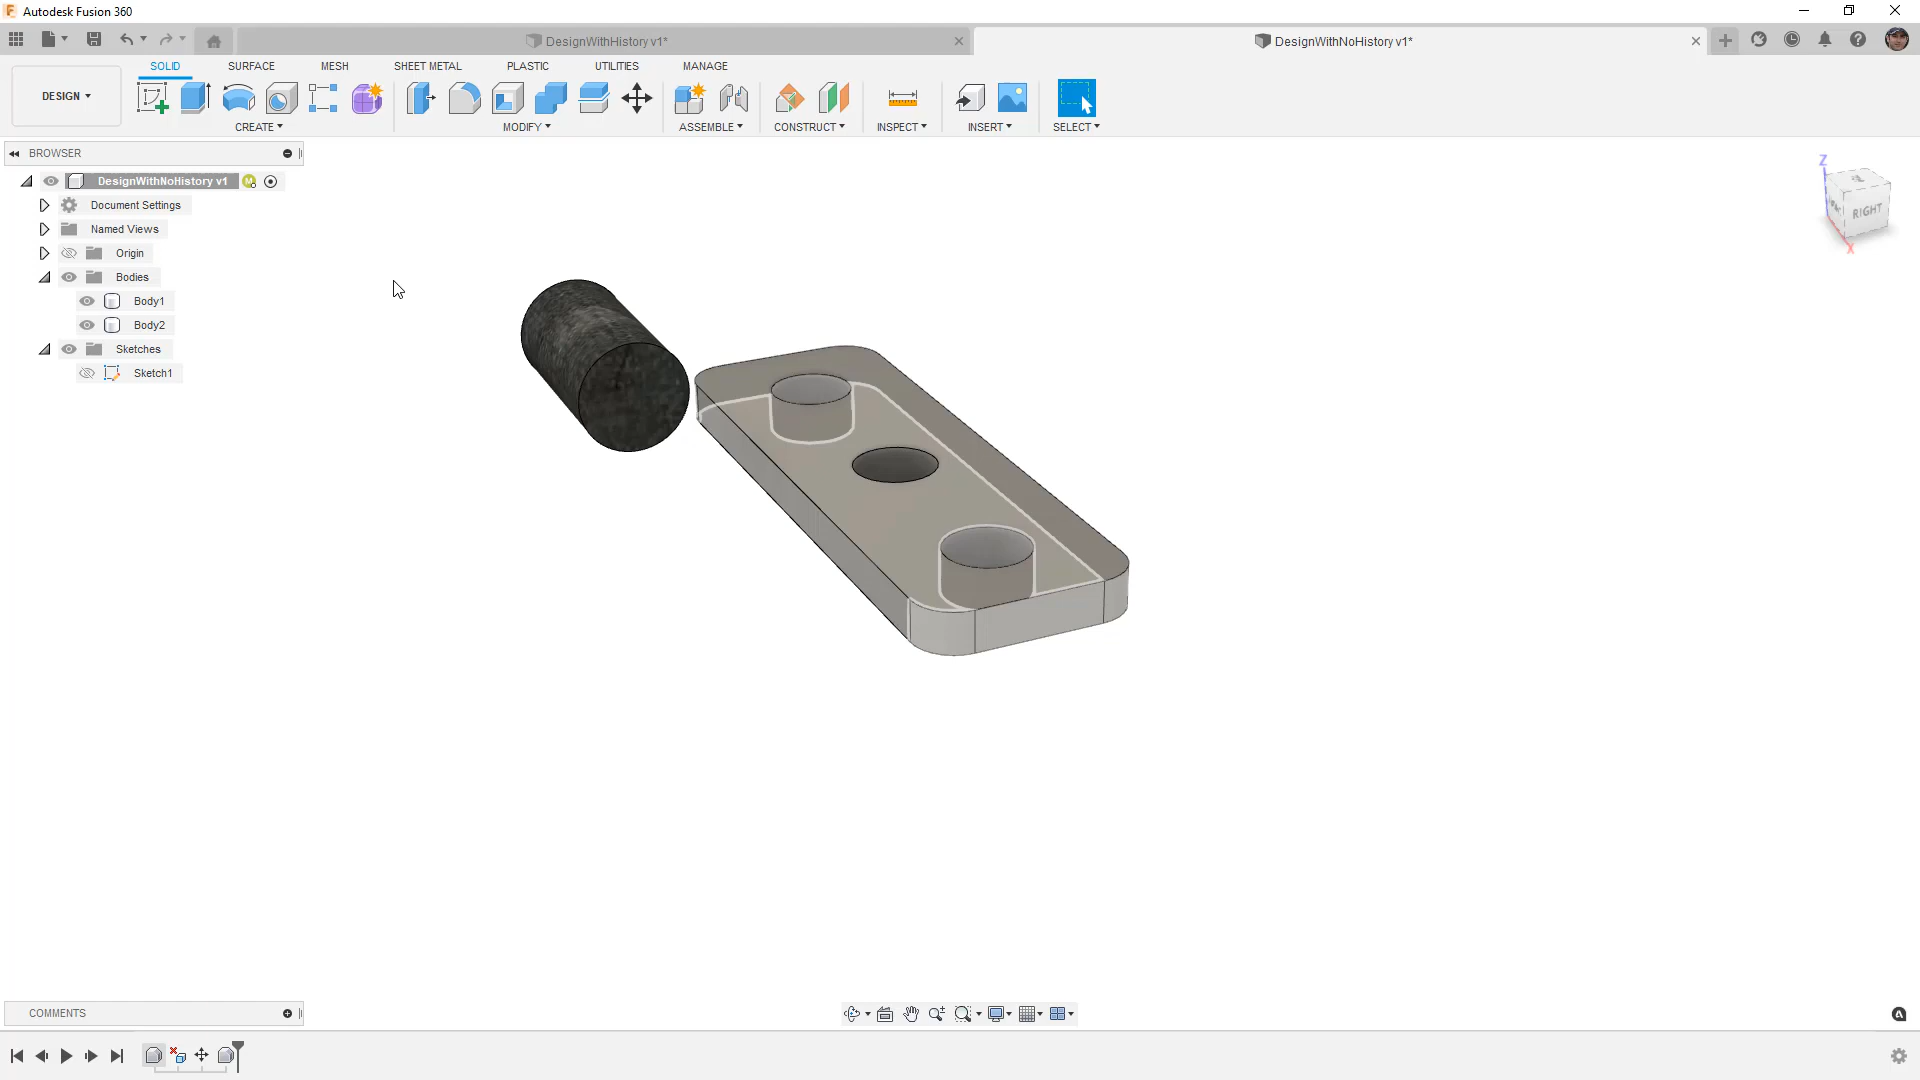 Autodesk Fusion 360
DesignWithHistory v1*
DesignWithNoHistory v1*
SOLID SURFACE MESH SHEET METAL PLASTIC UTILITIES MANAGE
DESIGN
CREATE MODIFY ASSEMBLE CONSTRUCT INSPECT INSERT SELECT
BROWSER
DesignWithNoHistory v1
Document Settings
Named Views
Origin
Bodies
Body1
Body2
Sketches
Sketch1
Z
RIGHT
X
COMMENTS